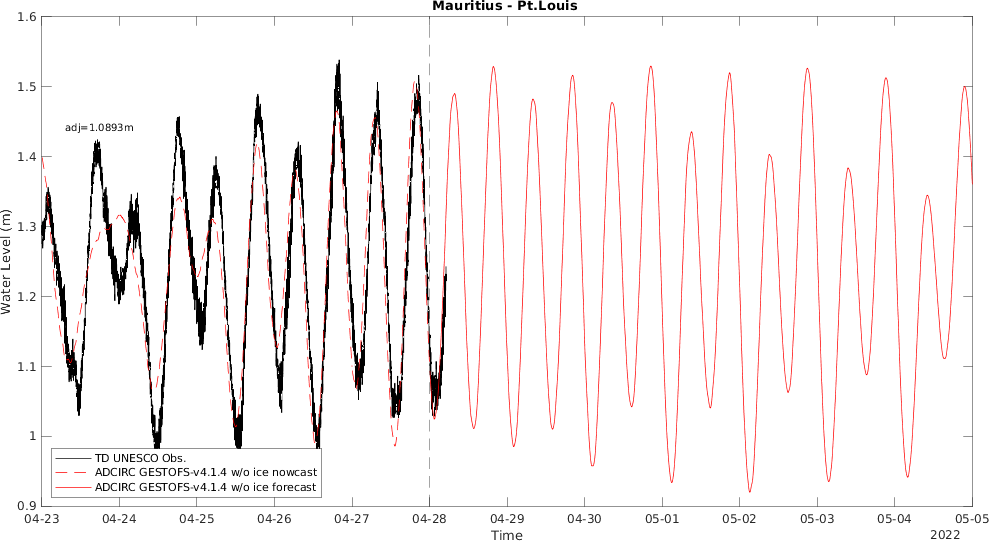 Mauritius - Pt.Louis
1.6
1.5
1.4
1.3
1.2
1.1
1
0.9
Water Level (m)
adj=1.0893m
TD UNESCO Obs.
ADCIRC GESTOFS-v4.1.4 w/o ice nowcast
ADCIRC GESTOFS-v4.1.4 w/o ice forecast
04-23 04-24 04-25 04-26 04-27 04-28 04-29 04-30 05-01 05-02 05-03 05-04 05-05
Time
2022